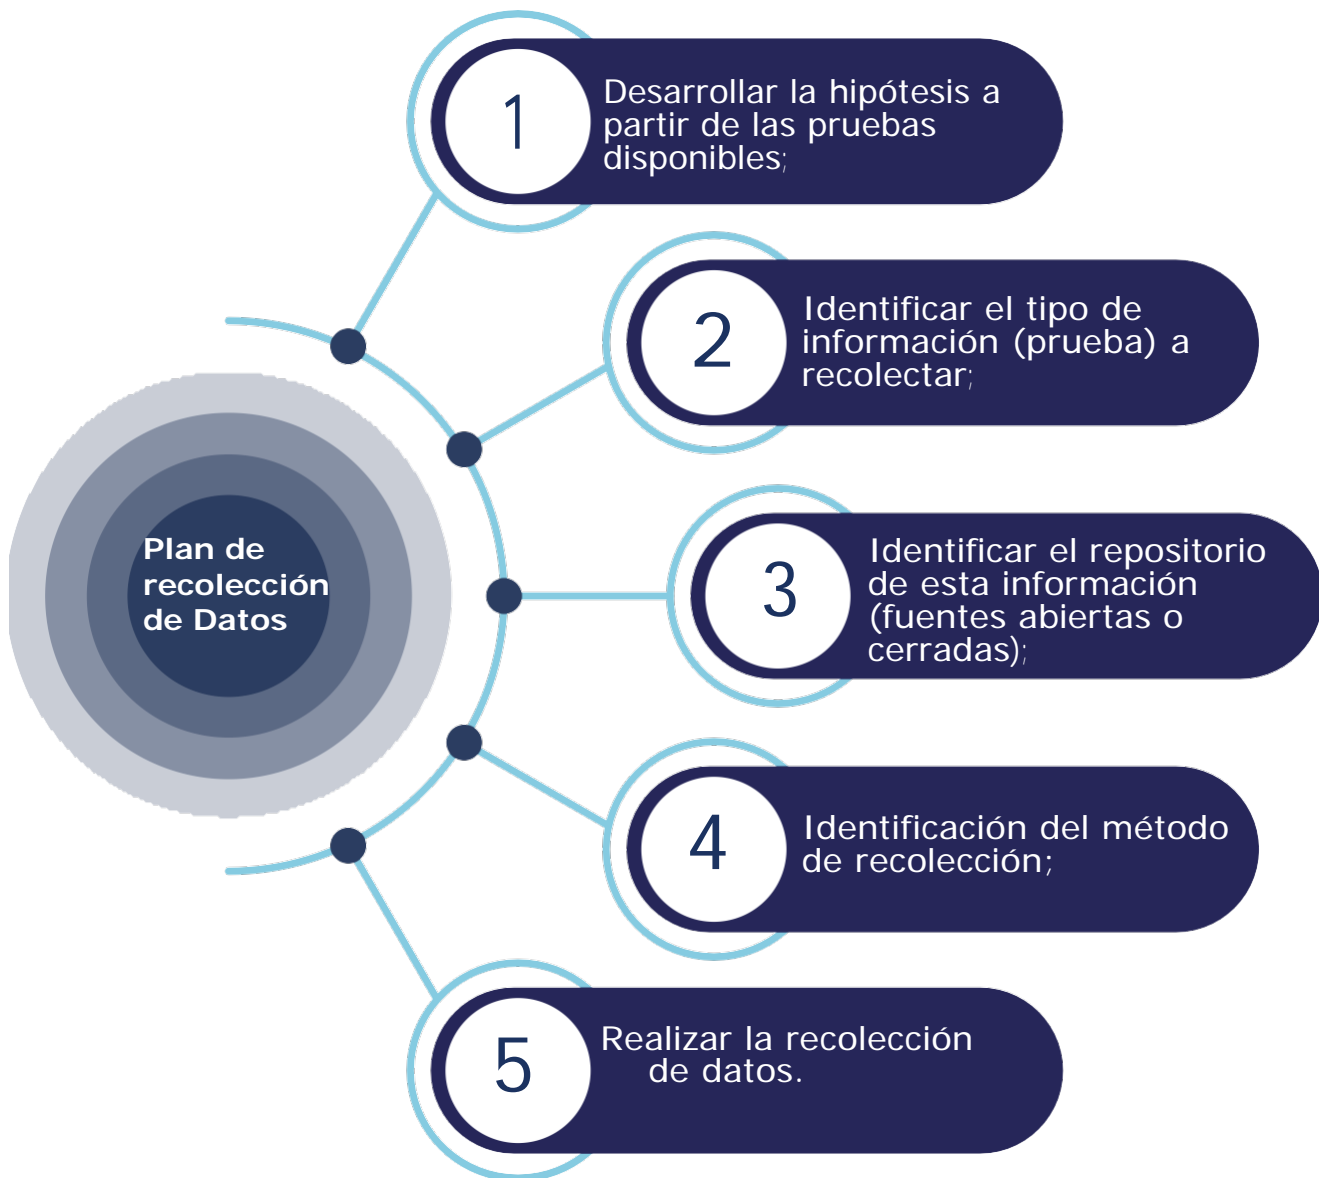 Plan de
recolección
de Datos
1
Desarrollar la hipótesis a
partir de las pruebas
disponibles;
2
Identificar el tipo de
información (prueba) a
recolectar;
3
Identificar el repositorio
de esta información
(fuentes abiertas o
cerradas);
4
Identificación del método
de recolección;
5
Realizar la recolección
de datos.